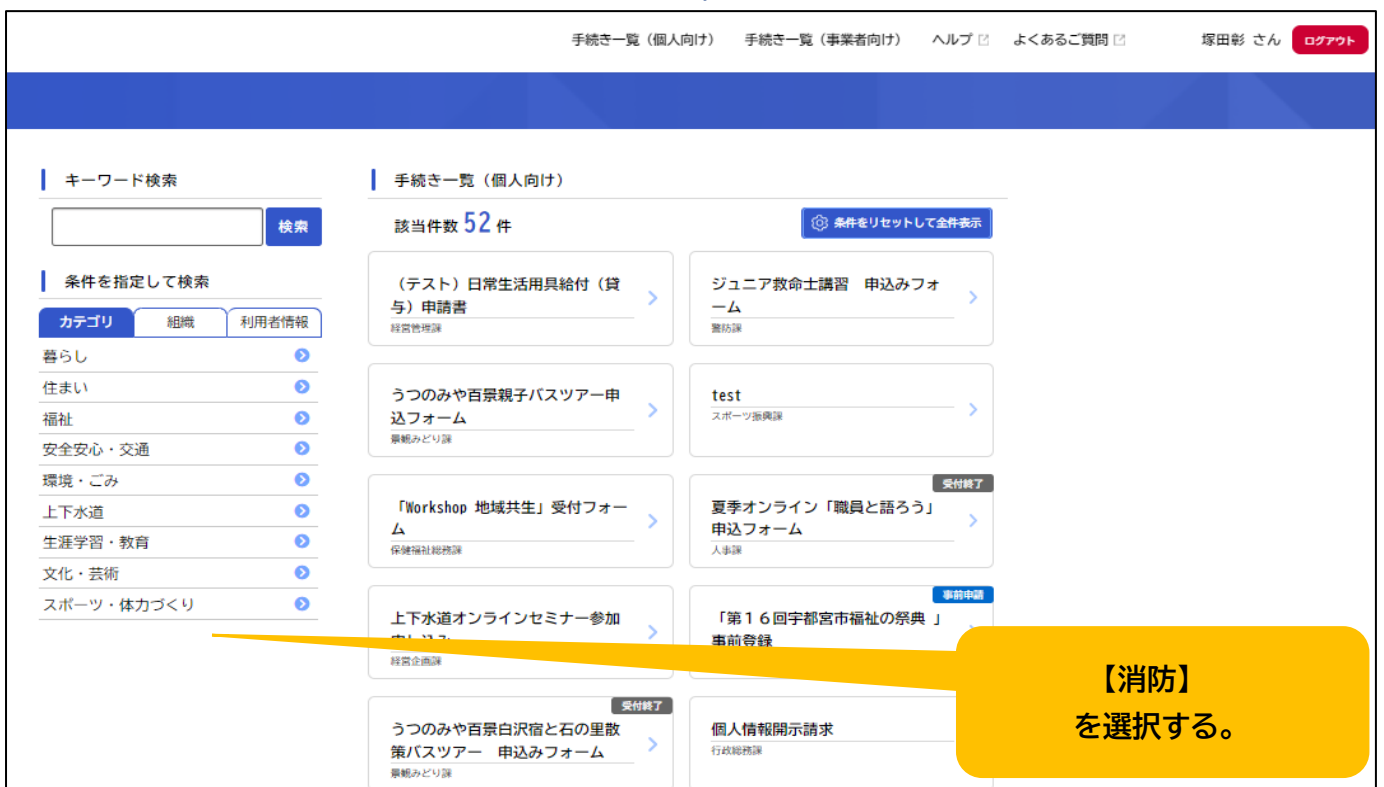 手続き一覧（個人向け） 手続き一覧（事業者向け） ヘルプ よくあるご質問 塚田彰 さん ログアウト
キーワード検索
検索
条件を指定して検索
カテゴリ 組織 利用者情報
暮らし
住まい
福祉
安全安心・交通
環境・ごみ
上下水道
生涯学習・教育
文化・芸術
スポーツ・体力づくり
手続き一覧（個人向け）
該当件数 52 件
条件をリセットして全件表示
（テスト）日常生活用具給付（貸
与）申請書
経営管理課
ジュニア救命士講習　申込みフォ
ーム
警防課
うつのみや百景親子バスツアー申
込フォーム
景観みどり課
test
スポーツ振興課
「Workshop 地域共生」受付フォー
ム
保健福祉総務課
受付終了
夏季オンライン「職員と語ろう」
申込フォーム
人事課
上下水道オンラインセミナー参加
経営企画課
事前申請
「第１６回宇都宮市福祉の祭典 」
事前登録
受付終了
うつのみや百景白沢宿と石の里散
策バスツアー　申込みフォーム
景観みどり課
個人情報開示請求
行政総務課
【消防】
を選択する。